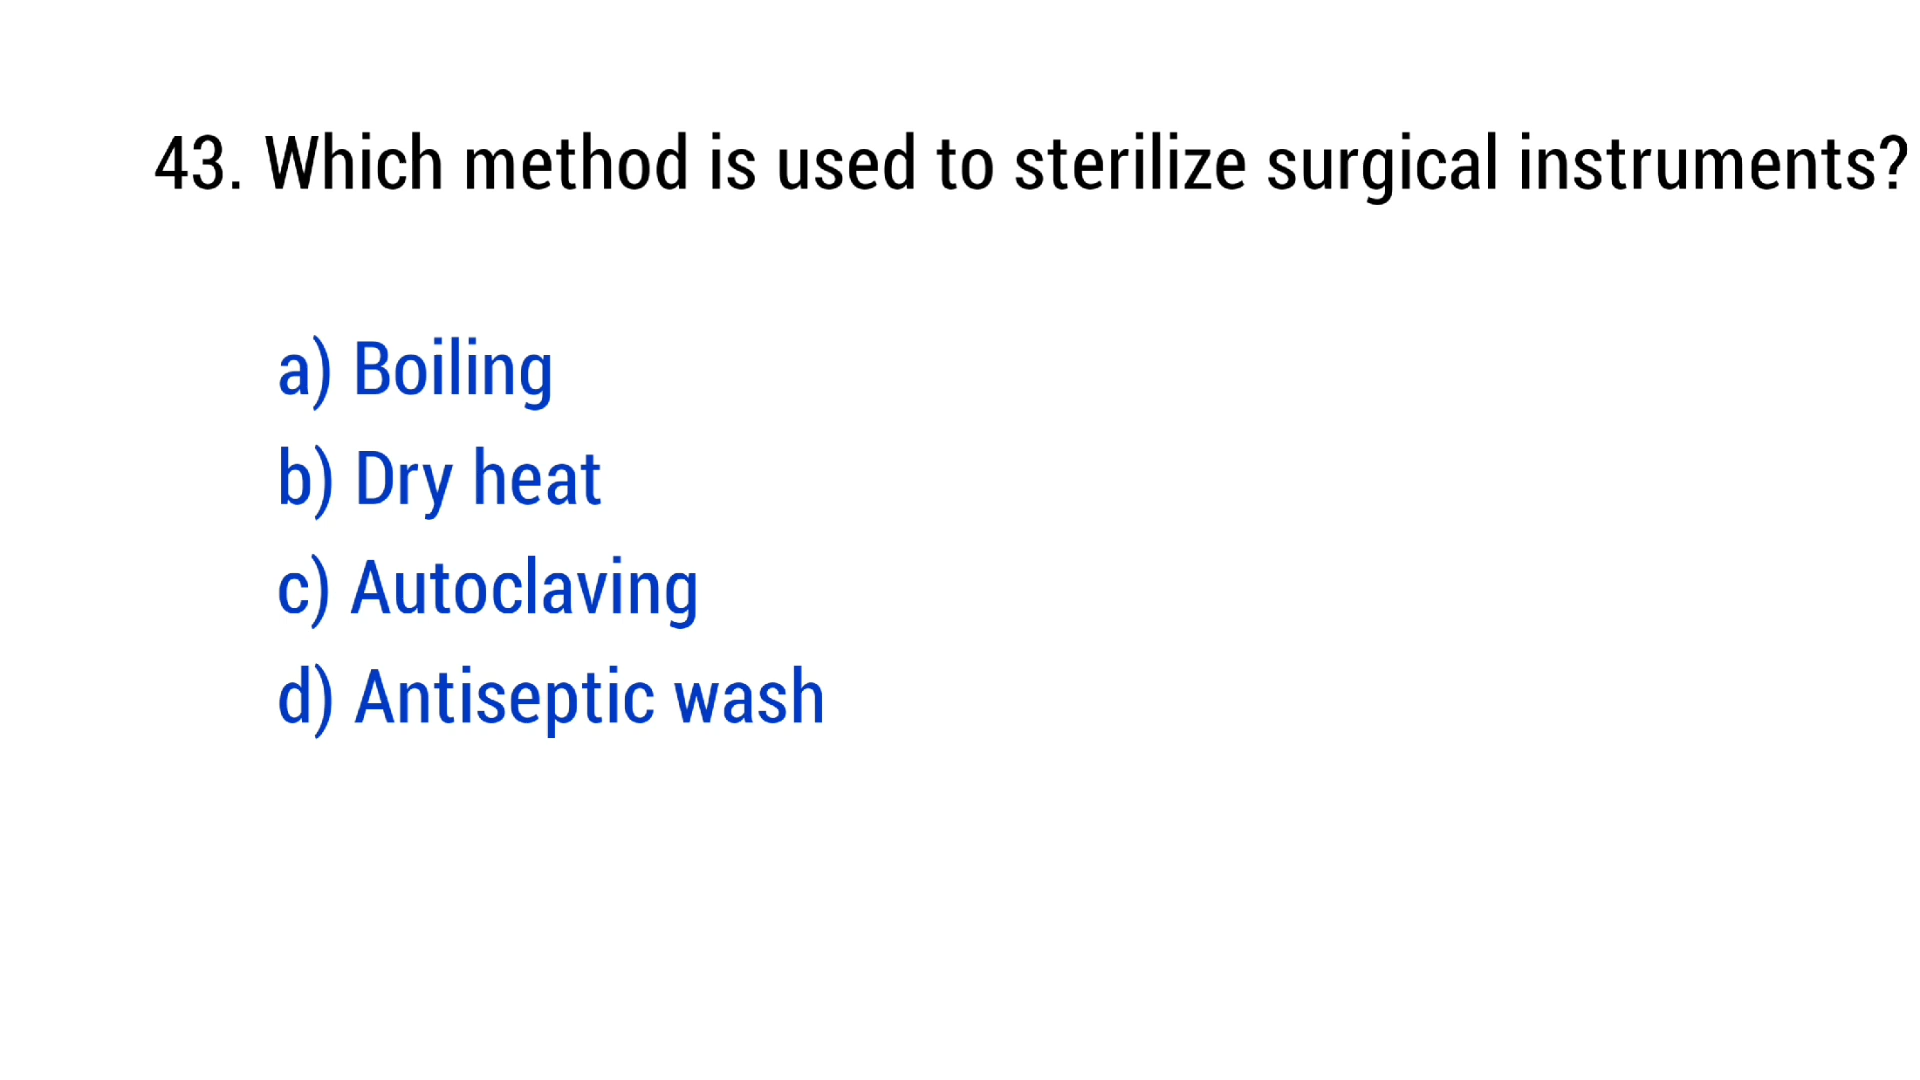 43. Which method is used to sterilize surgical instruments?
a) Boiling
b) Dry heat
c) Autoclaving
d) Antiseptic wash